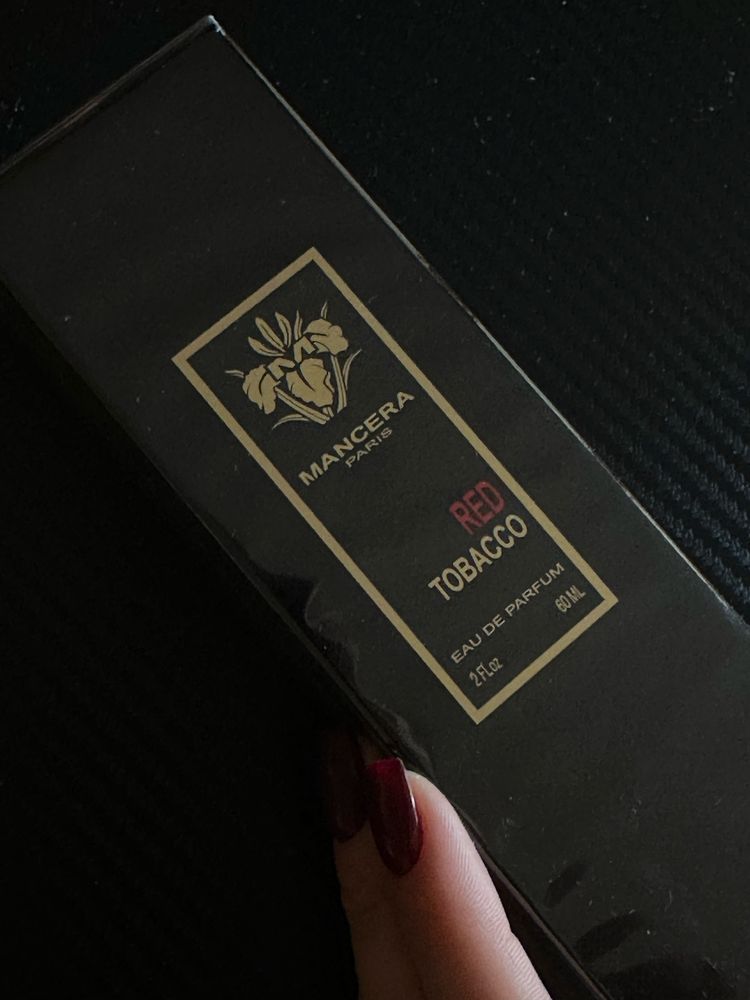 MANCERA
PARIS
RED
TOBACCO
EAU DE PARFUM
2 FL.oz 60 ML